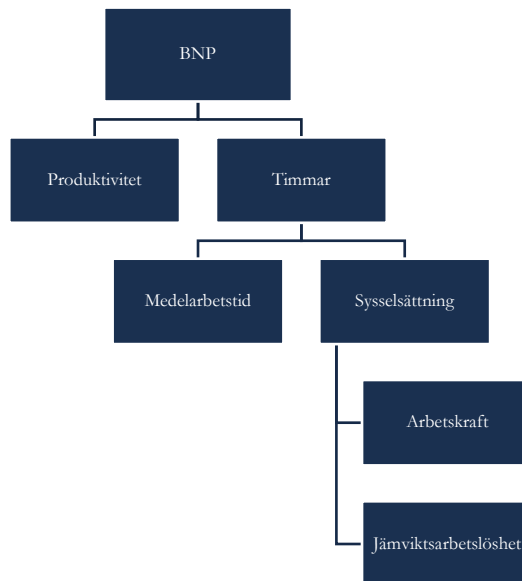 BNP
Produktivitet
Timmar
Medelarbetstid
Sysselsättning
Arbetskraft
Jämviktsarbetslöshet